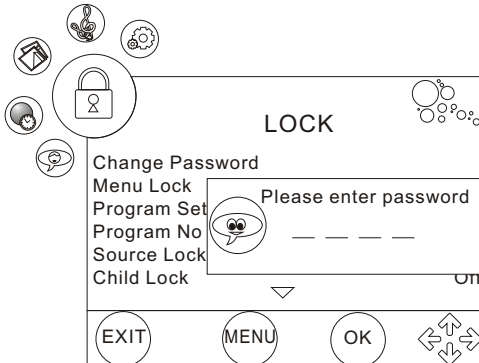 LOCK
Change Password
Menu Lock
Program Set
Program No
Source Lock
Child Lock
Please enter password
EXIT
MENU
OK